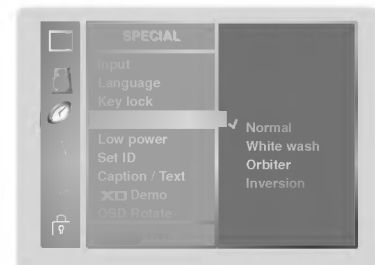 SPECIAL
Input
Language
Key lock
Low power
Set ID
Caption / Text
XD Demo
OSD Rotate
Normal
White wash
Orbiter
Inversion